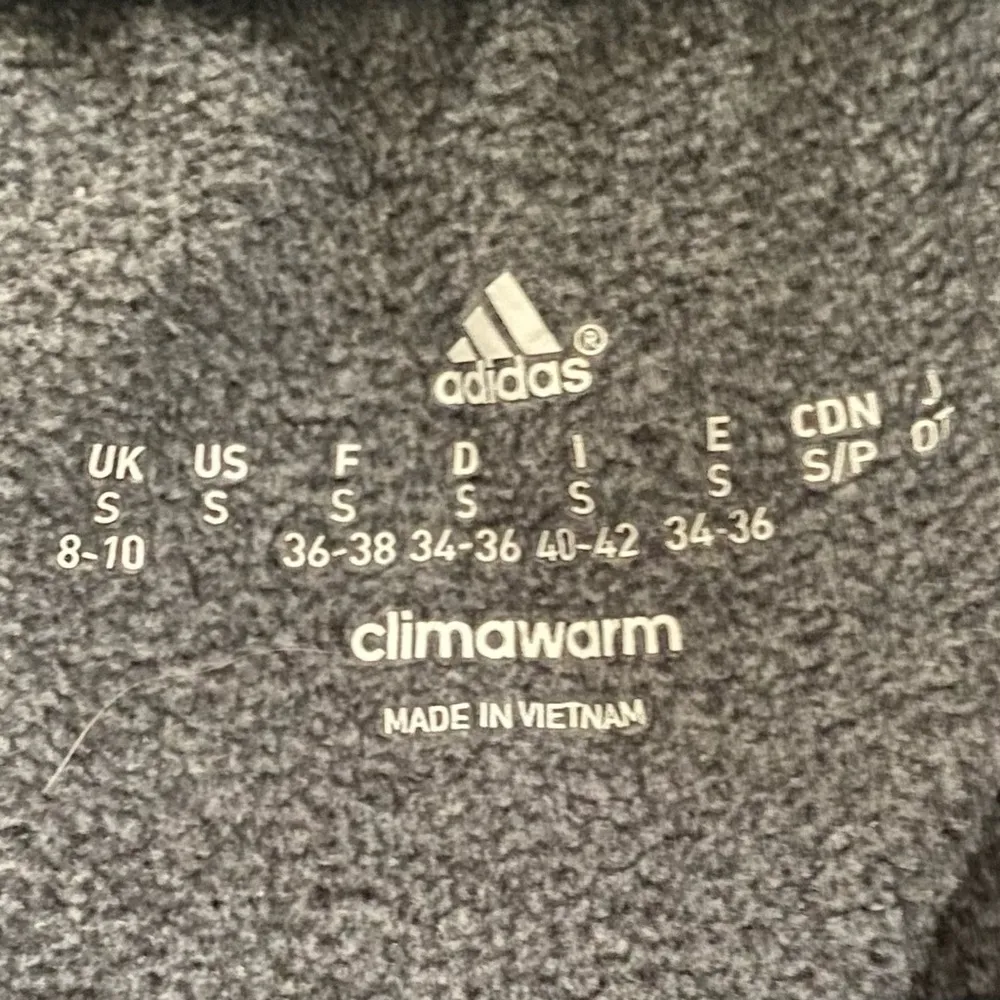 adidas®
UK US F D I E CDN J
S S S S S S S/P OT
8-10 36-38 34-36 40-42 34-36
climawarm
MADE IN VIETNAM